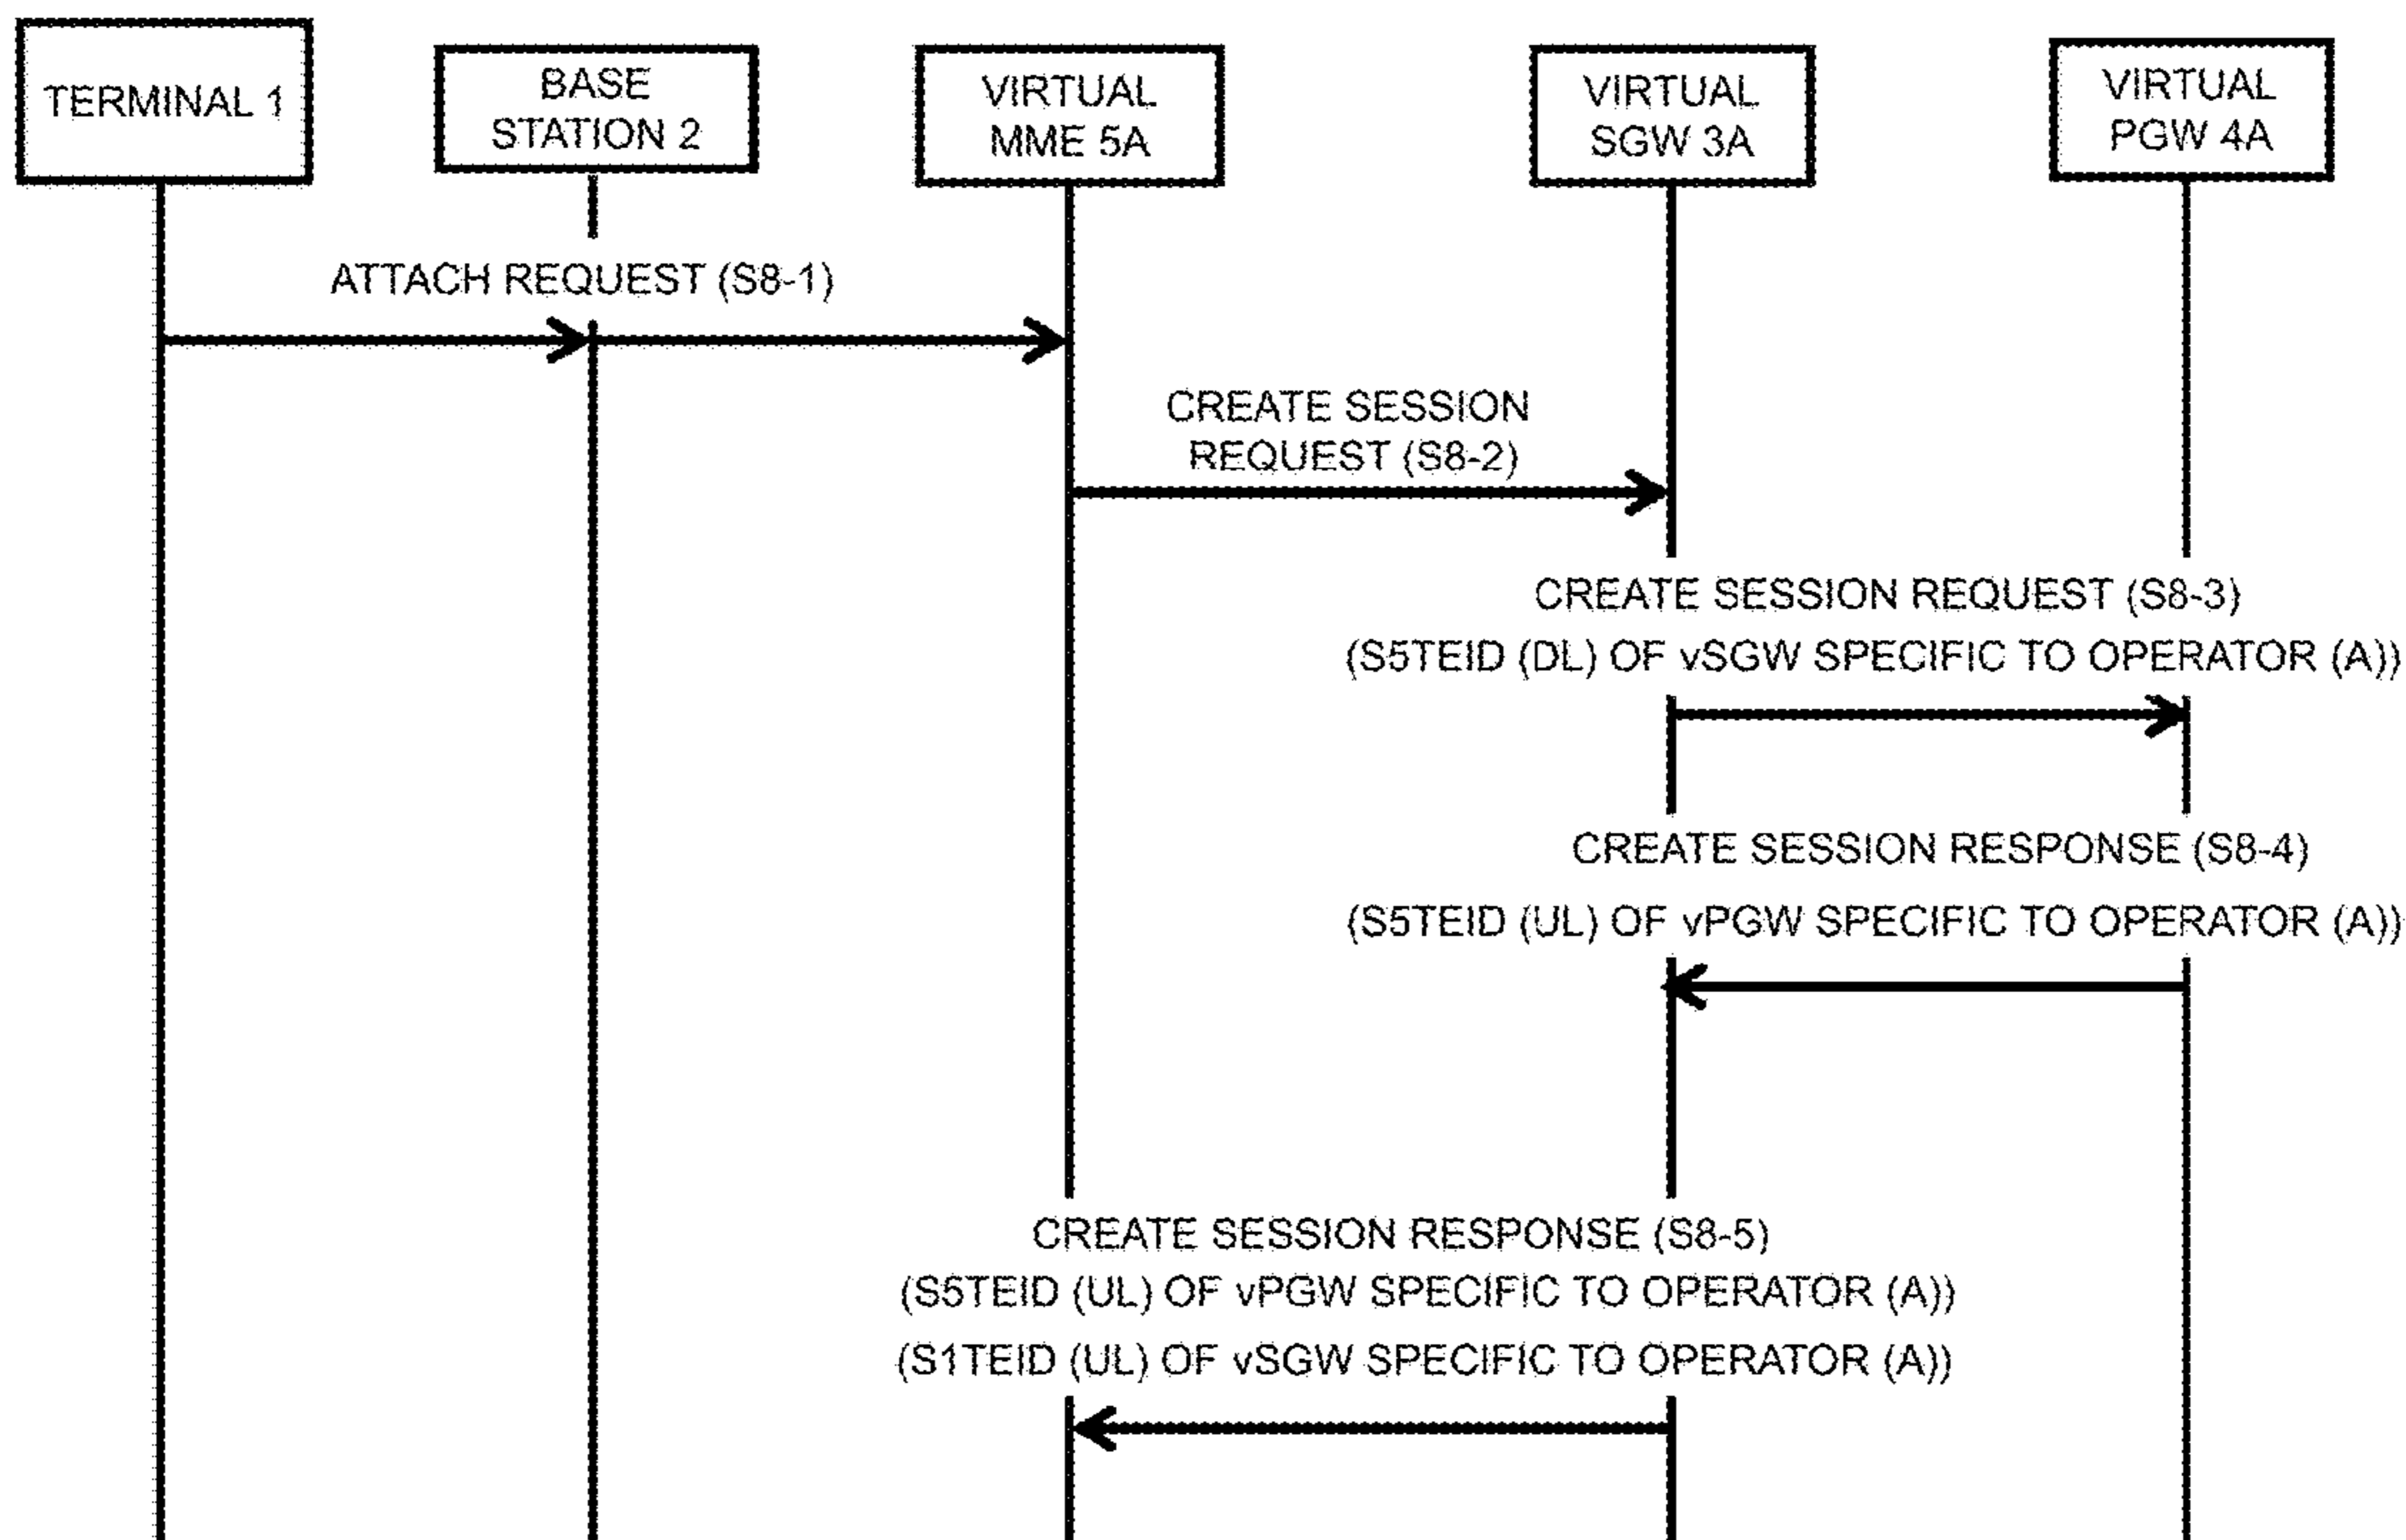 TERMINAL 1
BASE
STATION 2
VIRTUAL
MME 5A
VIRTUAL
SGW 3A
VIRTUAL
PGW 4A
ATTACH REQUEST (S8-1)
CREATE SESSION
REQUEST (S8-2)
CREATE SESSION REQUEST (S8-3)
(S5TEID (DL) OF vSGW SPECIFIC TO OPERATOR (A))
CREATE SESSION RESPONSE (S8-4)
(S5TEID (UL) OF vPGW SPECIFIC TO OPERATOR (A))
CREATE SESSION RESPONSE (S8-5)
(S5TEID (UL) OF vPGW SPECIFIC TO OPERATOR (A))
(S1TEID (UL) OF vSGW SPECIFIC TO OPERATOR (A))